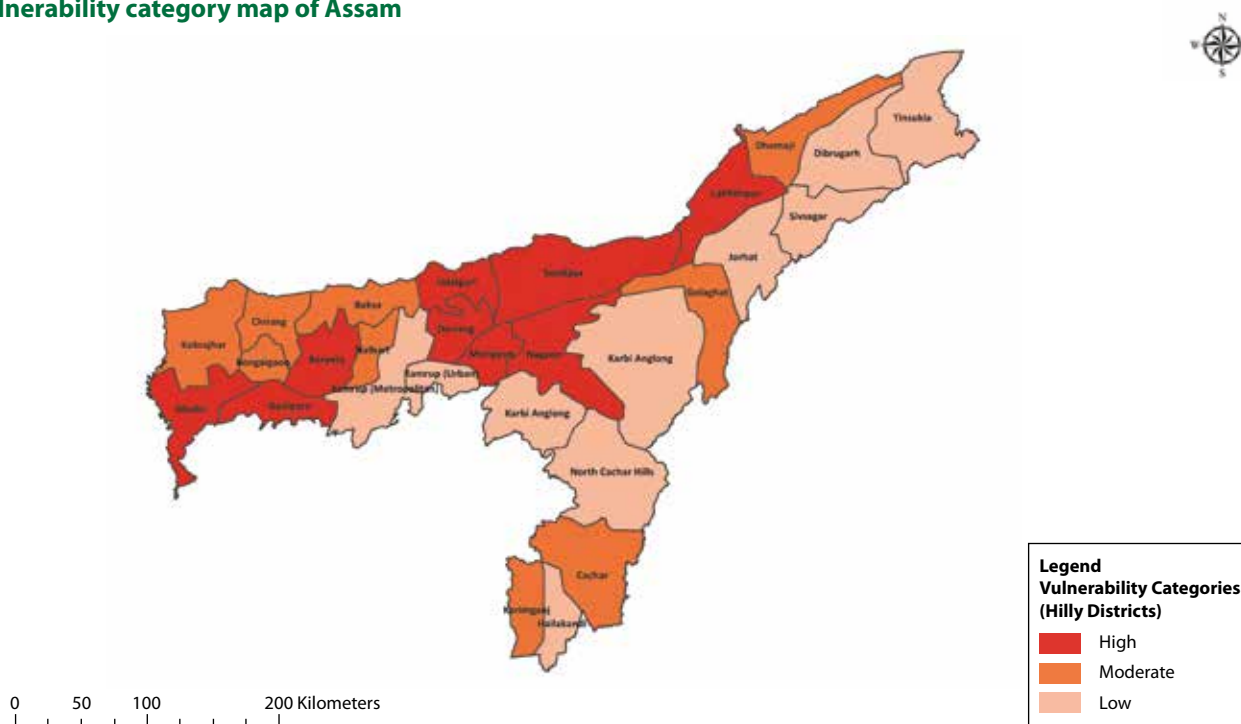 lnerability category map of Assam
N
W
S
Tinsukia
Dhemaji
Dibrugarh
Lakhimpur
Sivsagar
Jorhat
Sonitpur
Udalguri
Golaghat
Baksa
Chirang
Darrang
Kokrajhar
Nalbari
Bongaigaon
Barpeta
Morigaon
Nagaon
Karbi Anglong
Kamrup (Urban)
Kamrup (Metropolitan)
Dhubri
Goalpara
Karbi Anglong
North Cachar Hills
Cachar
Karimganj
Hailakandi
Legend
Vulnerability Categories
(Hilly Districts)
High
Moderate
Low
0 50 100 200 Kilometers